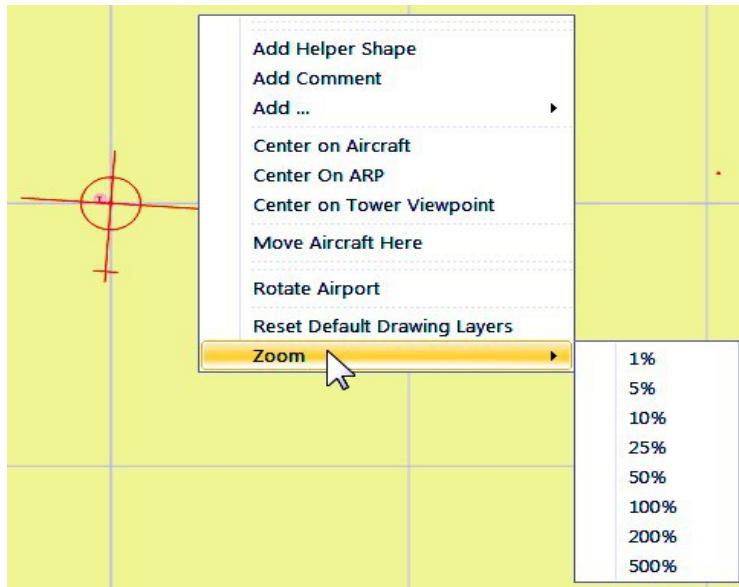 Add Helper Shape
Add Comment
Add ...
Center on Aircraft
Center On ARP
Center on Tower Viewpoint
Move Aircraft Here
Rotate Airport
Reset Default Drawing Layers
Zoom
1%
5%
10%
25%
50%
100%
200%
500%
T